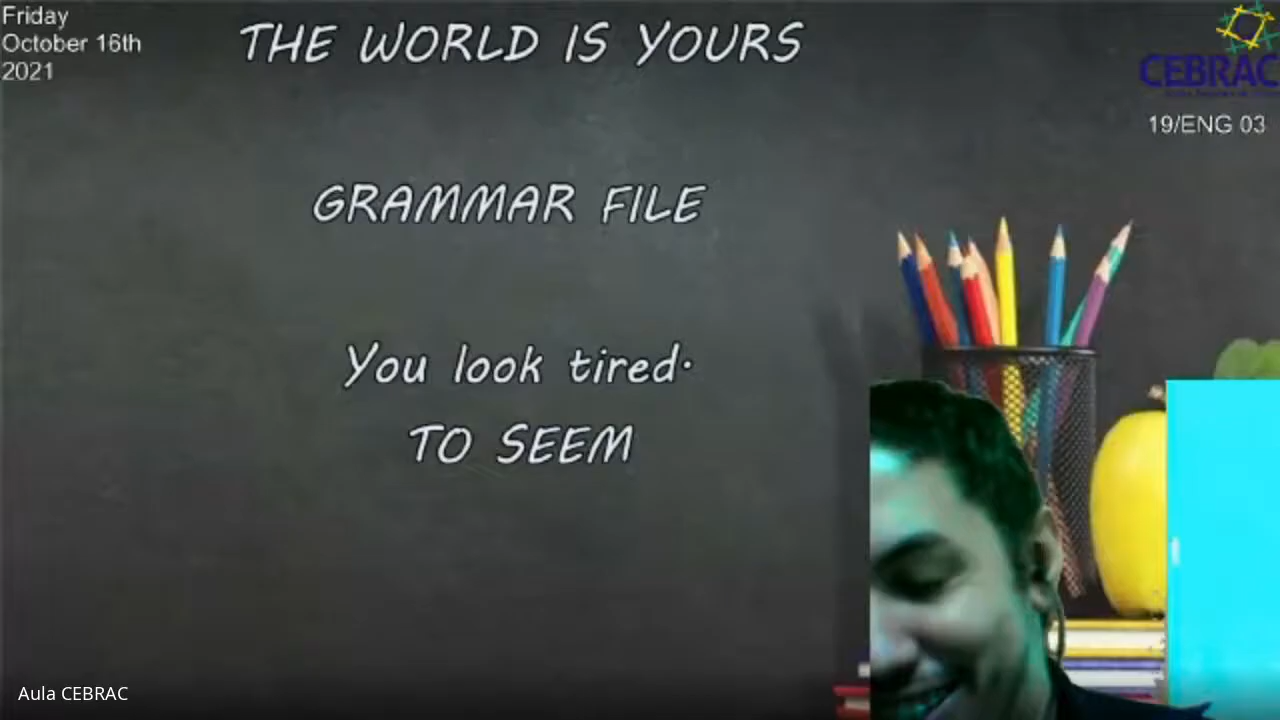 Friday
October 16th
2021
THE WORLD IS YOURS
CEBRAC
19/ENG 03
GRAMMAR FILE
You look tired.
TO SEEM
Aula CEBRAC